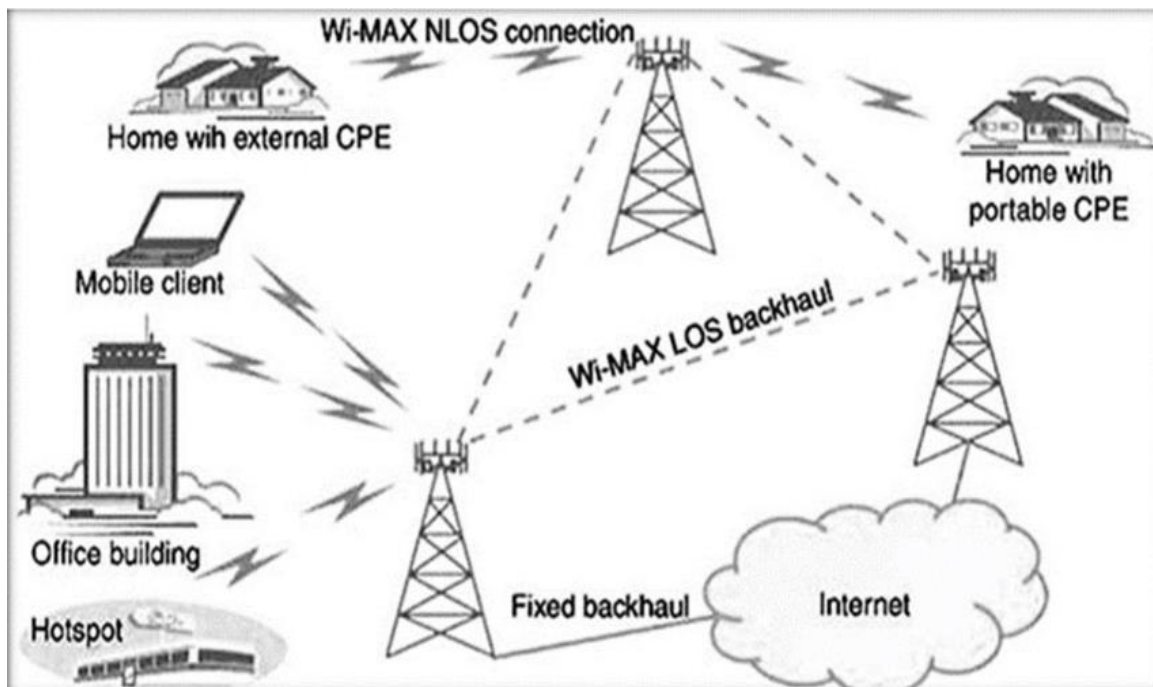 Wi-MAX NLOS connection
Home wih external CPE
Home with
portable CPE
Mobile client
Wi-MAX LOS backhaul
Office building
Fixed backhaul
Internet
Hotspot